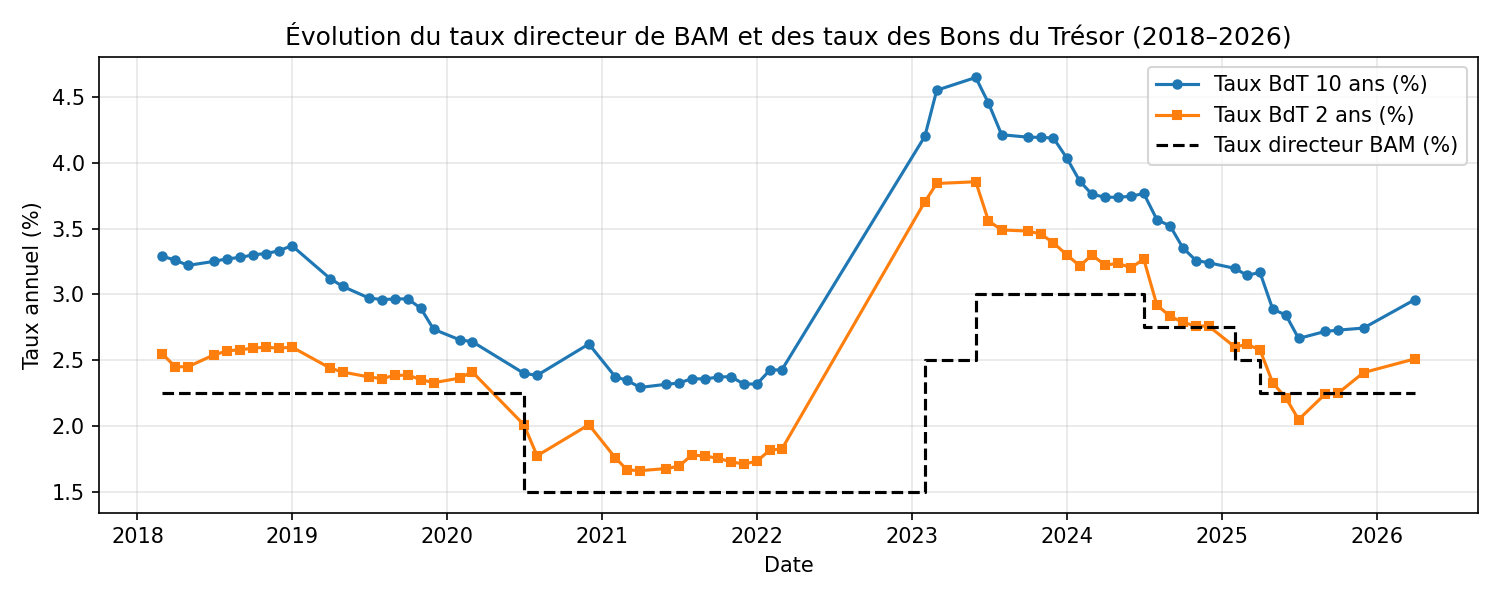 Évolution du taux directeur de BAM et des taux des Bons du Trésor (2018–2026)
Taux BdT 10 ans (%)
Taux BdT 2 ans (%)
Taux directeur BAM (%)
Taux annuel (%)
4.5
4.0
3.5
3.0
2.5
2.0
1.5
2018 2019 2020 2021 2022 2023 2024 2025 2026
Date